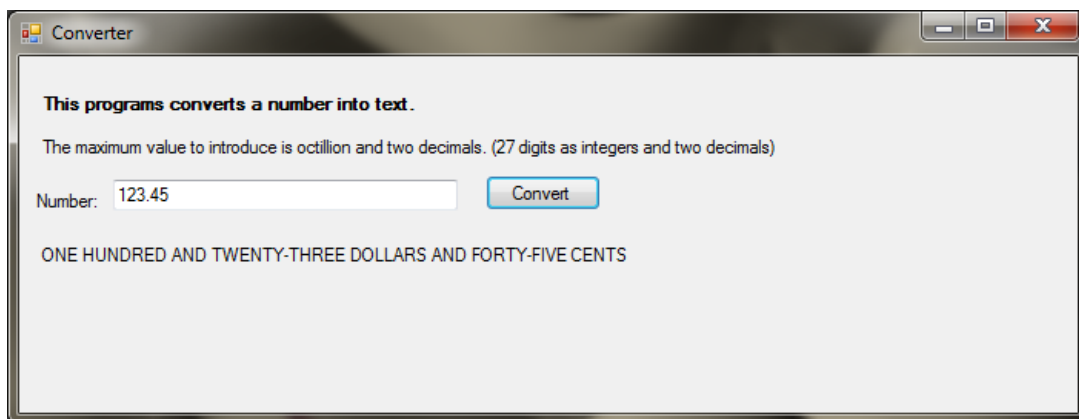 Converter
This programs converts a number into text.
The maximum value to introduce is octillion and two decimals. (27 digits as integers and two decimals)
Number: 123.45 Convert
ONE HUNDRED AND TWENTY-THREE DOLLARS AND FORTY-FIVE CENTS